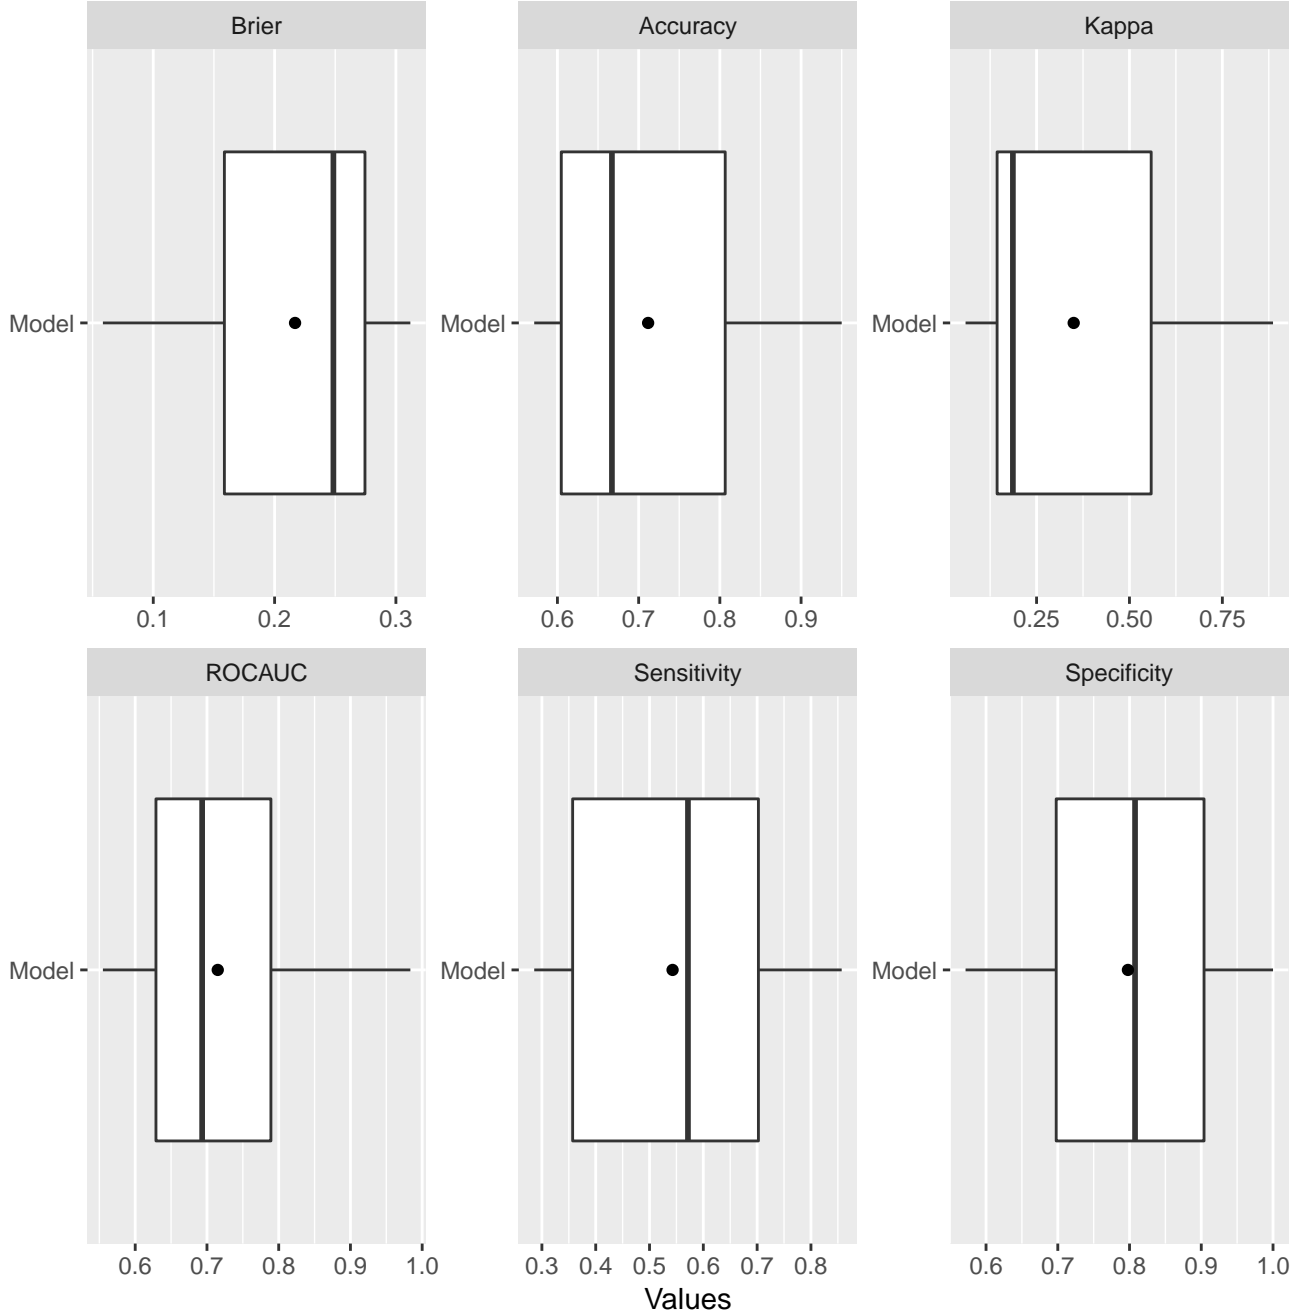 Brier Accuracy Kappa
Model Model Model
0.1 0.2 0.3 0.6 0.7 0.8 0.9 0.25 0.50 0.75
ROCAUC Sensitivity Specificity
Model Model Model
0.6 0.7 0.8 0.9 1.0 0.3 0.4 0.5 0.6 0.7 0.8 0.6 0.7 0.8 0.9 1.0
Values